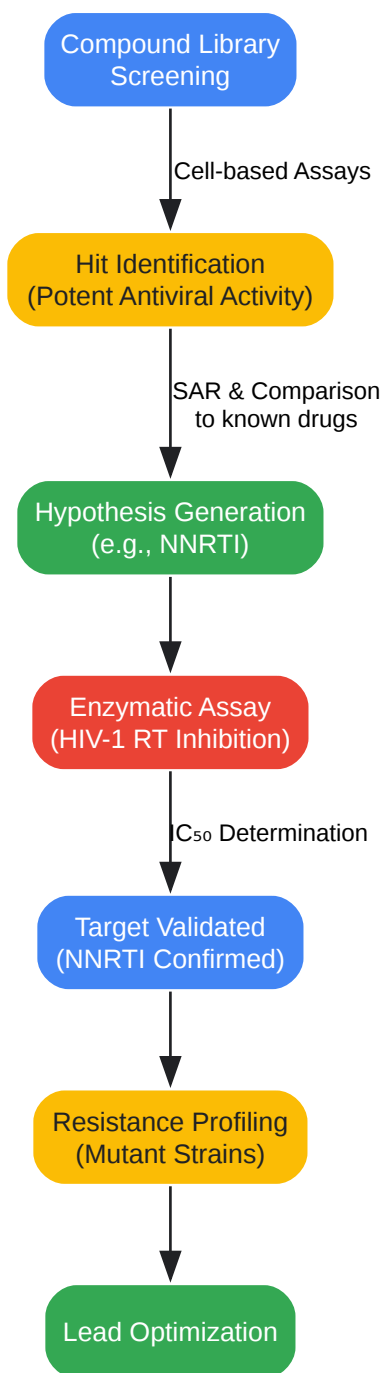 Compound Library
Screening
Cell-based Assays
Hit Identification
(Potent Antiviral Activity)
SAR & Comparison
to known drugs
Hypothesis Generation
(e.g., NNRTI)
Enzymatic Assay
(HIV-1 RT Inhibition)
IC₅₀ Determination
Target Validated
(NNRTI Confirmed)
Resistance Profiling
(Mutant Strains)
Lead Optimization